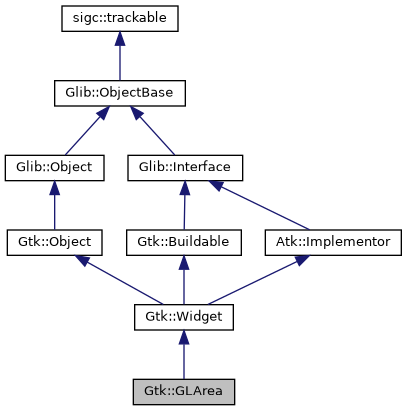 sigc::trackable
Glib::ObjectBase
Glib::Object
Glib::Interface
Gtk::Object
Gtk::Buildable
Atk::Implementor
Gtk::Widget
Gtk::GLArea